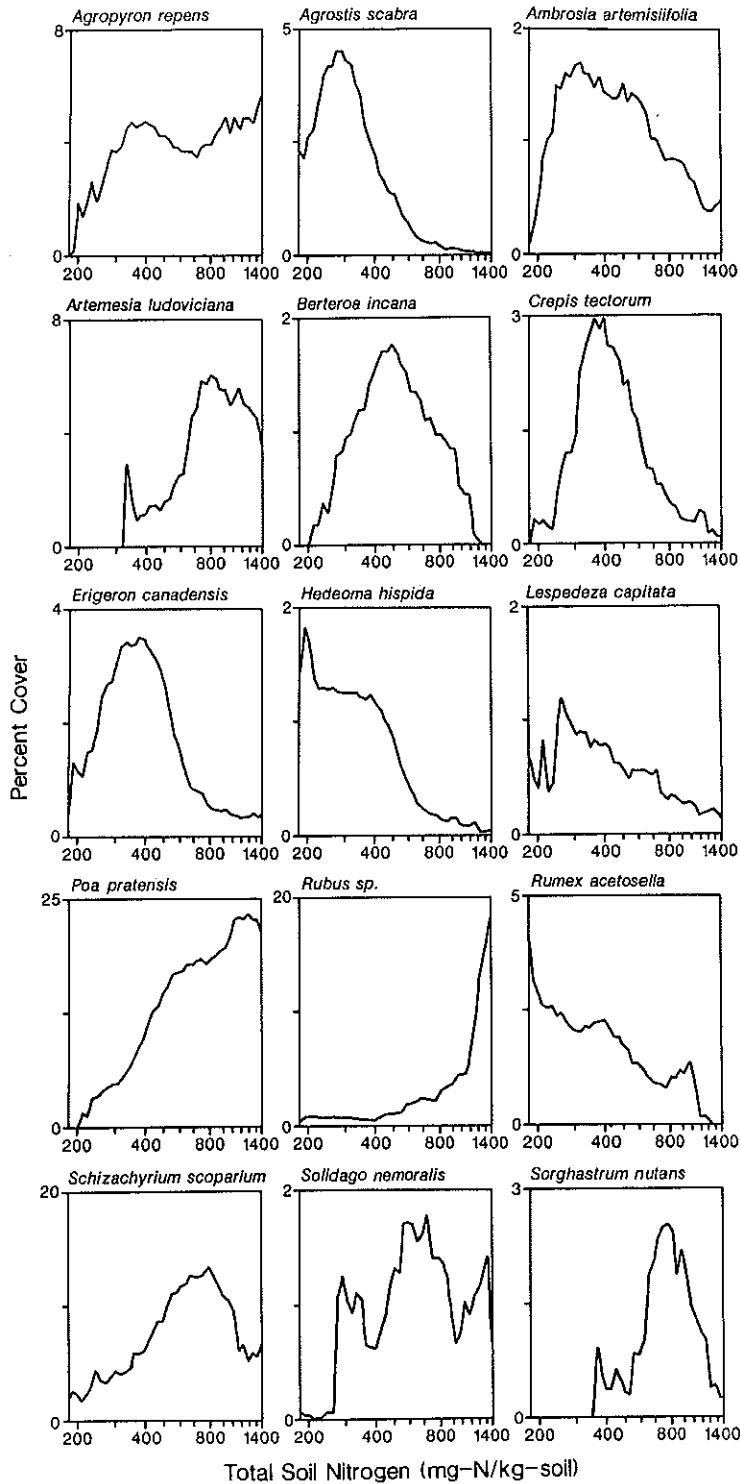 Agropyron repens Agrostis scabra Ambrosia artemisiifolia
8 5 2
0 0 0
200 400 800 1400 200 400 800 1400 200 400 800 1400
Artemesia ludoviciana Berteroa incana Crepis tectorum
8 2 3
0 0 0
200 400 800 1400 200 400 800 1400 200 400 800 1400
Erigeron canadensis Hedeoma hispida Lespedeza capitata
4 2 2
0 0 0
200 400 800 1400 200 400 800 1400 200 400 800 1400
Percent Cover
Poa pratensis Rubus sp. Rumex acetosella
25 20 5
0 0 0
200 400 800 1400 200 400 800 1400 200 400 800 1400
Schizachyrium scoparium Solidago nemoralis Sorghastrum nutans
20 2 3
0 0 0
200 400 800 1400 200 400 800 1400 200 400 800 1400
Total Soil Nitrogen (mg-N/kg-soil)